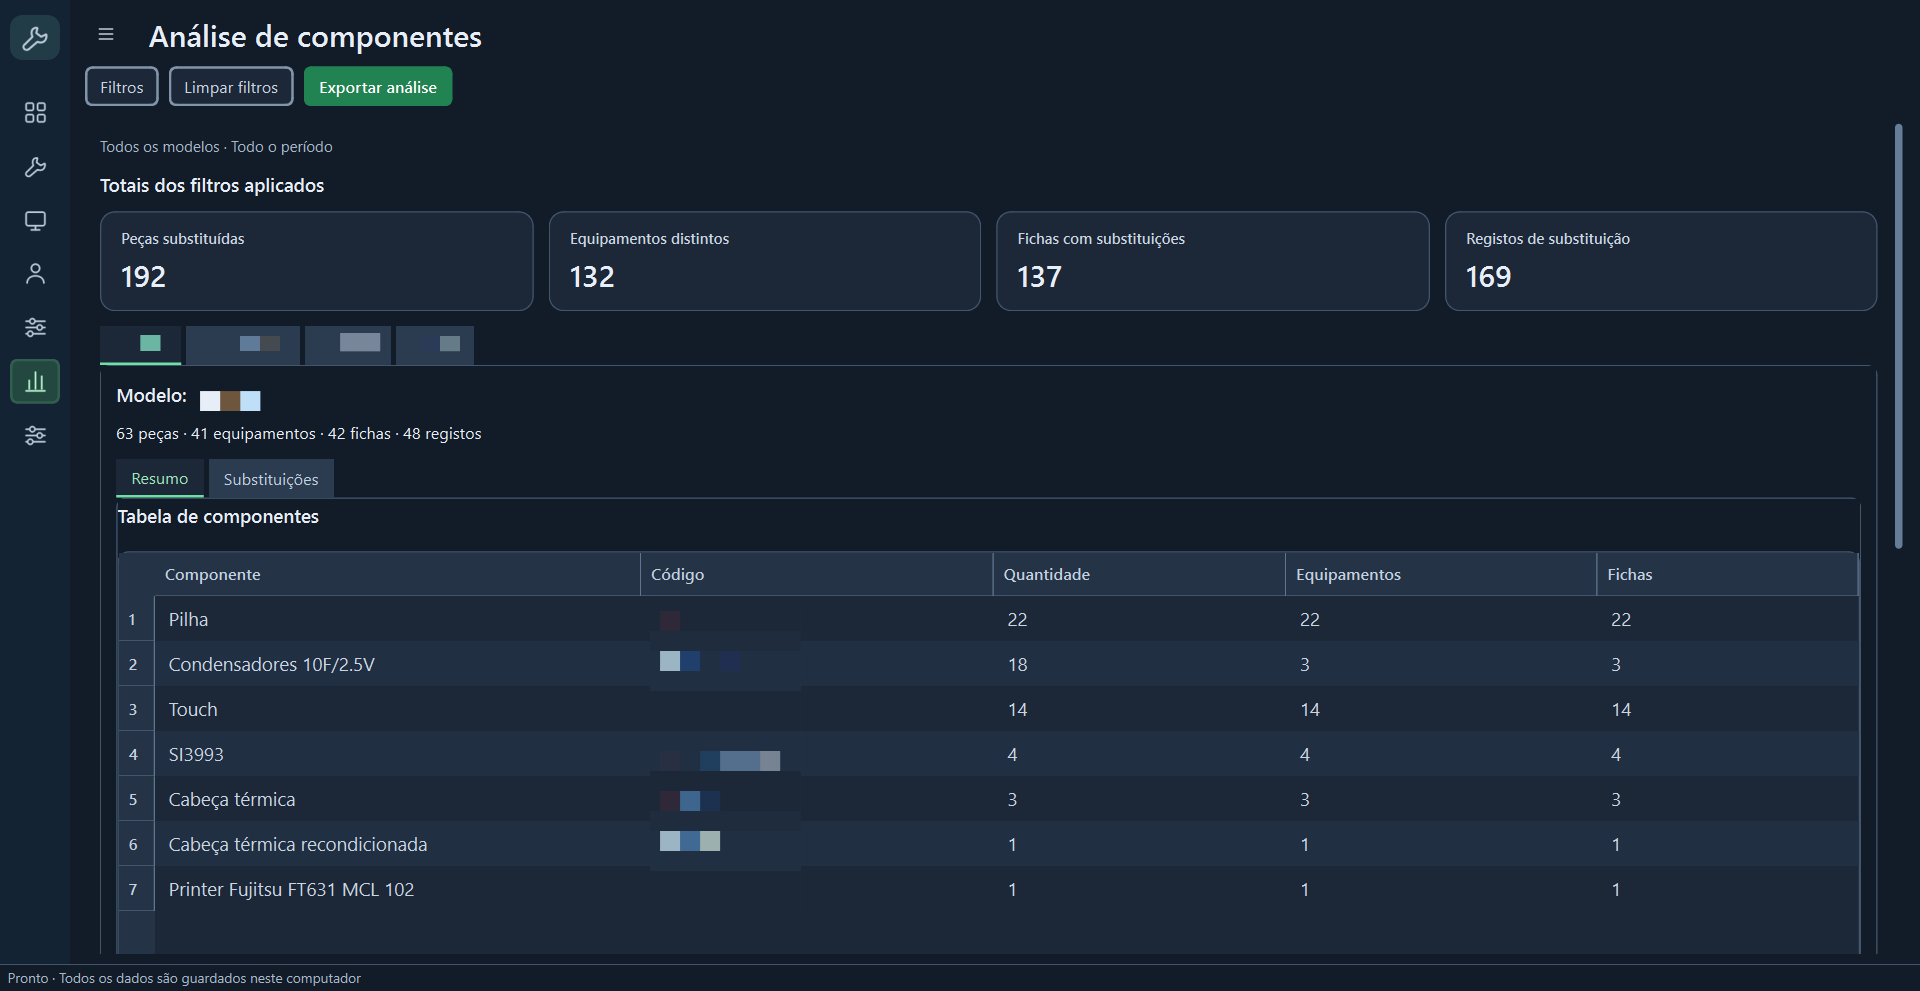 Análise de componentes
Filtros
Limpar filtros
Exportar análise
Todos os modelos · Todo o período
Totais dos filtros aplicados
Peças substituídas
192
Equipamentos distintos
132
Fichas com substituições
137
Registos de substituição
169
Modelo:
63 peças · 41 equipamentos · 42 fichas · 48 registos
Resumo
Substituições
Tabela de componentes
Componente Código Quantidade Equipamentos Fichas
1 Pilha 22 22 22
2 Condensadores 10F/2.5V 18 3 3
3 Touch 14 14 14
4 SI3993 4 4 4
5 Cabeça térmica 3 3 3
6 Cabeça térmica recondicionada 1 1 1
7 Printer Fujitsu FT631 MCL 102 1 1 1
Pronto · Todos os dados são guardados neste computador